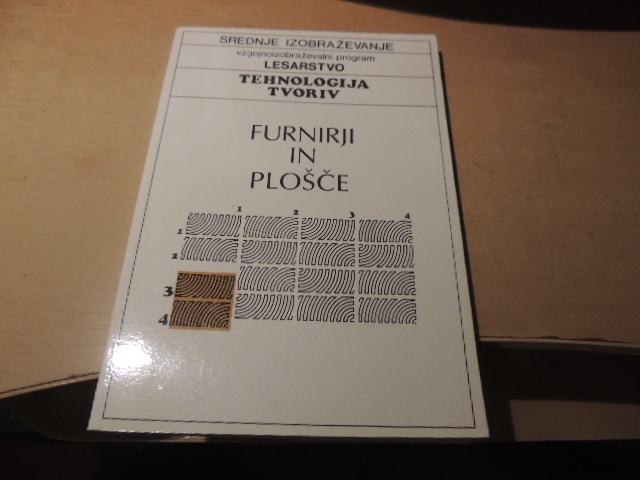 SREDNJE IZOBRAŽEVANJE
vzgojnoizobraževalni program
LESARSTVO
TEHNOLOGIJA
TVORIV
FURNIRJI
IN
PLOŠČE
1 2 3 4
1
2
3
4